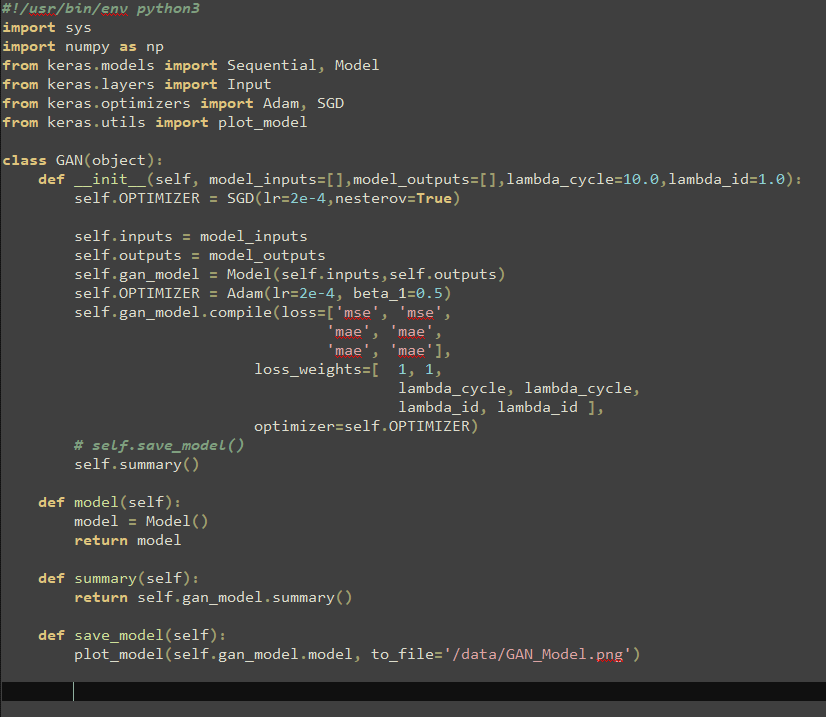 #!/usr/bin/env python3
import sys
import numpy as np
from keras.models import Sequential, Model
from keras.layers import Input
from keras.optimizers import Adam, SGD
from keras.utils import plot_model

class GAN(object):
    def __init__(self, model_inputs=[],model_outputs=[],lambda_cycle=10.0,lambda_id=1.0):
        self.OPTIMIZER = SGD(lr=2e-4,nesterov=True)

        self.inputs = model_inputs
        self.outputs = model_outputs
        self.gan_model = Model(self.inputs,self.outputs)
        self.OPTIMIZER = Adam(lr=2e-4, beta_1=0.5)
        self.gan_model.compile(loss=['mse', 'mse',
                                    'mae', 'mae',
                                    'mae', 'mae'],
                            loss_weights=[  1, 1,
                                            lambda_cycle, lambda_cycle,
                                            lambda_id, lambda_id ],
                            optimizer=self.OPTIMIZER)
        # self.save_model()
        self.summary()

    def model(self):
        model = Model()
        return model

    def summary(self):
        return self.gan_model.summary()

    def save_model(self):
        plot_model(self.gan_model.model, to_file='/data/GAN_Model.png')